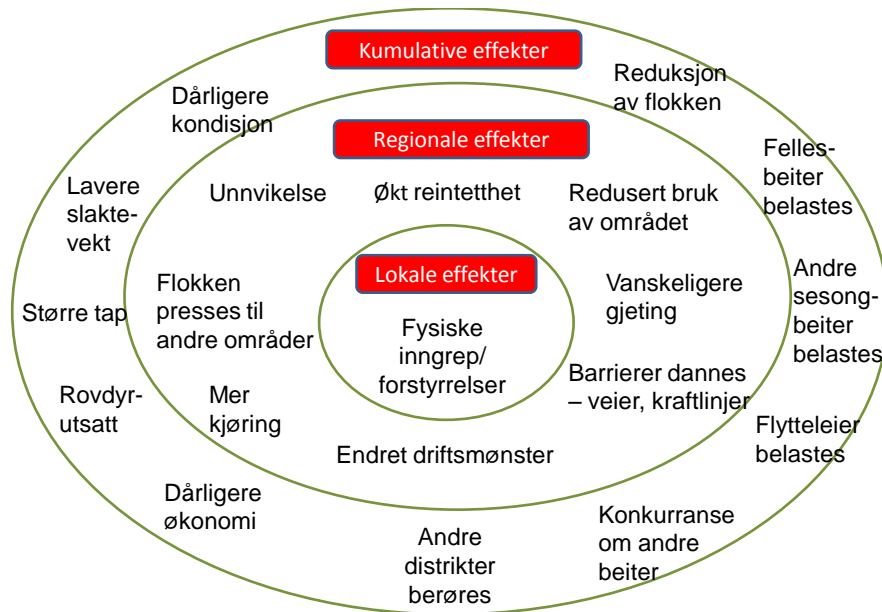 Kumulative effekter
Reduksjon
av flokken
Dårligere
kondisjon
Regionale effekter
Felles-
beiter
belastes
Lavere
slakte-
vekt
Unnvikelse
Økt reintetthet
Redusert bruk
av området
Lokale effekter
Andre
sesong-
beiter
belastes
Vanskeligere
gjeting
Større tap
Flokken
presses til
andre områder
Fysiske
inngrep/
forstyrrelser
Barrierer dannes
– veier, kraftlinjer
Rovdyr-
utsatt
Mer
kjøring
Flytteleier
belastes
Endret driftsmønster
Dårligere
økonomi
Andre
distrikter
berøres
Konkurranse
om andre
beiter